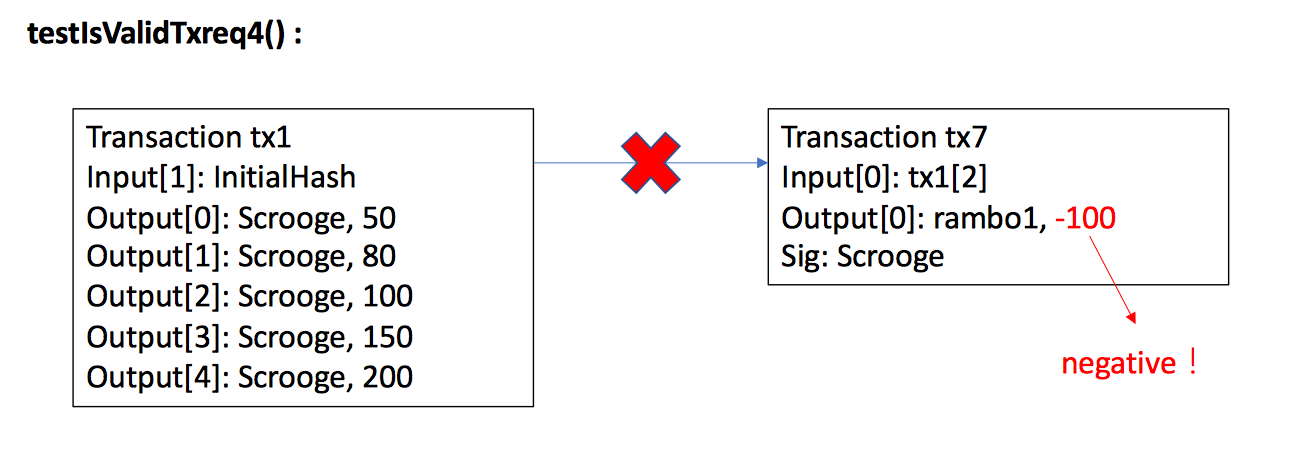 testIsValidTxreq4() :
Transaction tx1
Input[1]: InitialHash
Output[0]: Scrooge, 50
Output[1]: Scrooge, 80
Output[2]: Scrooge, 100
Output[3]: Scrooge, 150
Output[4]: Scrooge, 200
Transaction tx7
Input[0]: tx1[2]
Output[0]: rambo1, -100
Sig: Scrooge
negative！